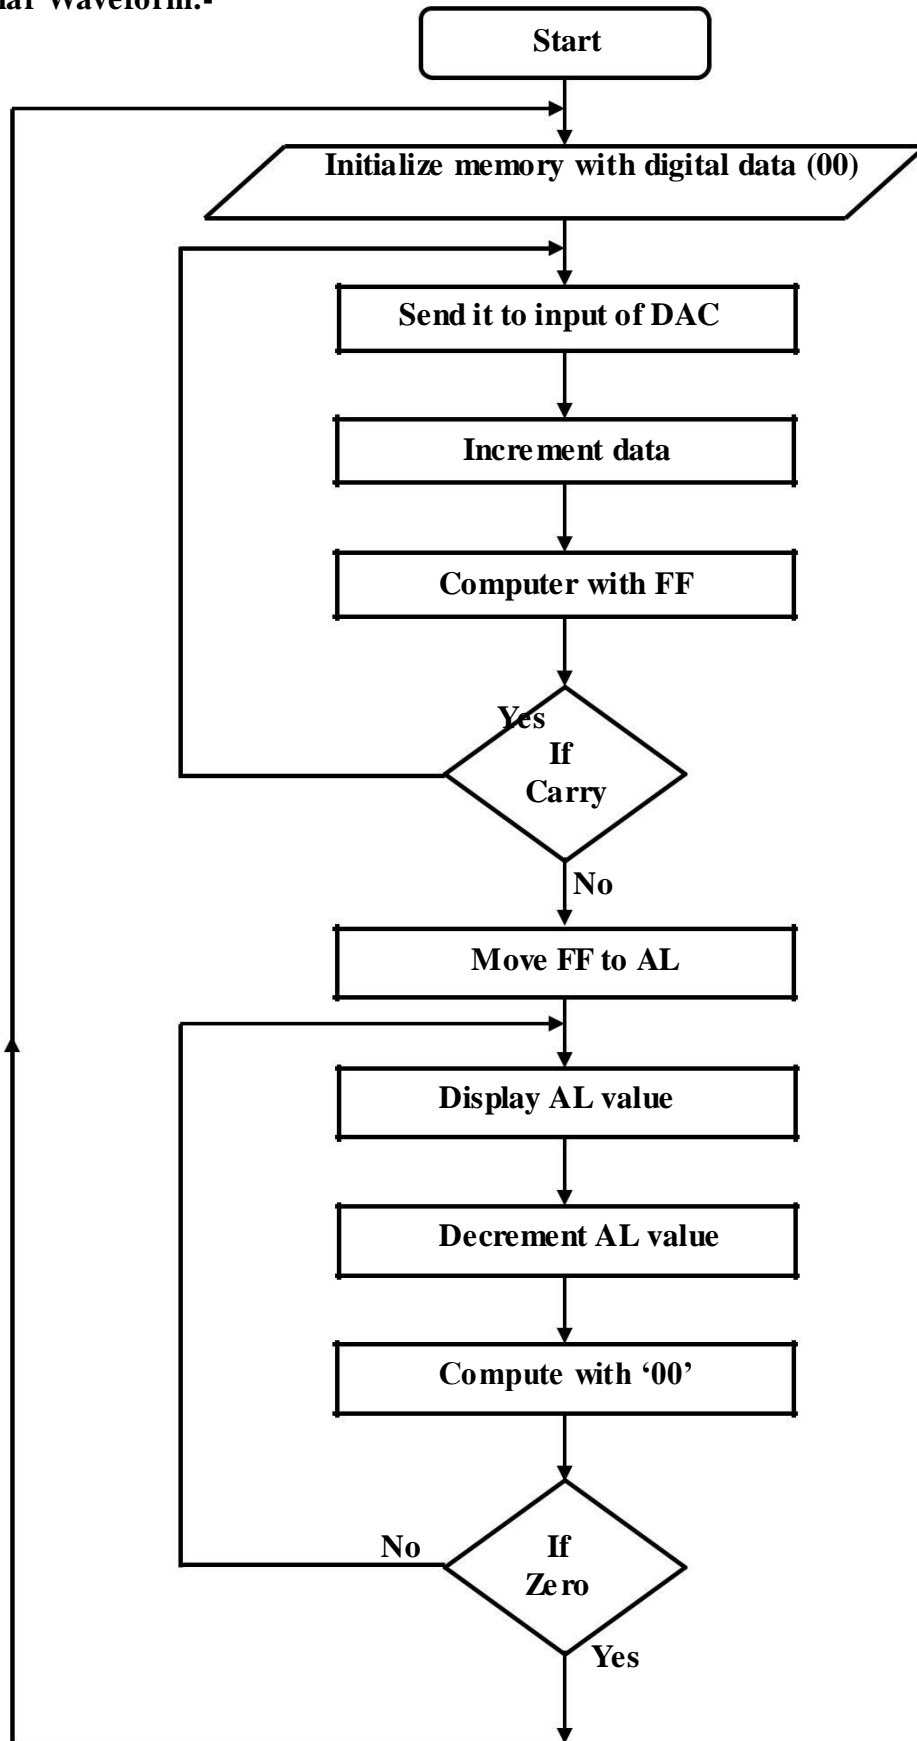 Waveform:-
Start
Initialize memory with digital data (00)
Send it to input of DAC
Increment data
Computer with FF
Yes
If
Carry
No
Move FF to AL
Display AL value
Decrement AL value
Compute with ‘00’
No
If
Zero
Yes